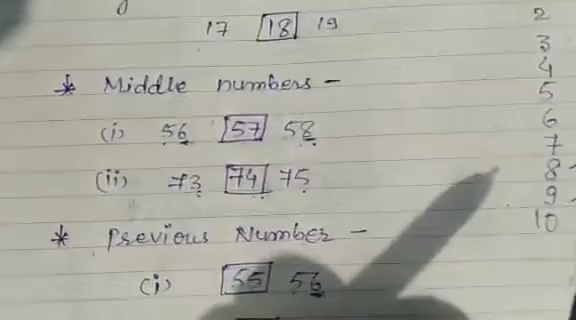 17 18 19
* Middle numbers -
(i) 56 57 58
(ii) 73 74 75
* Previous Number -
(i) 55 56
2
3
4
5
6
7
8
9
10